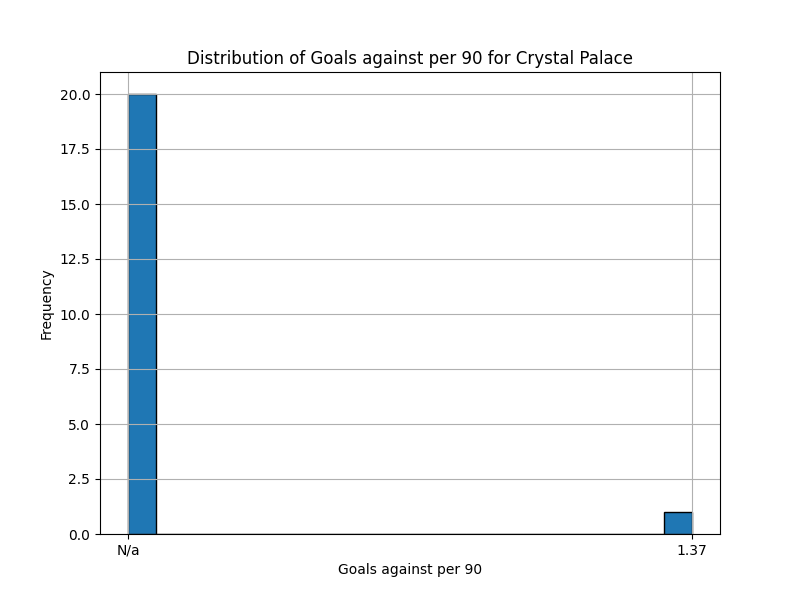 Distribution of Goals against per 90 for Crystal Palace
Frequency
20.0
17.5
15.0
12.5
10.0
7.5
5.0
2.5
0.0
N/a 1.37
Goals against per 90